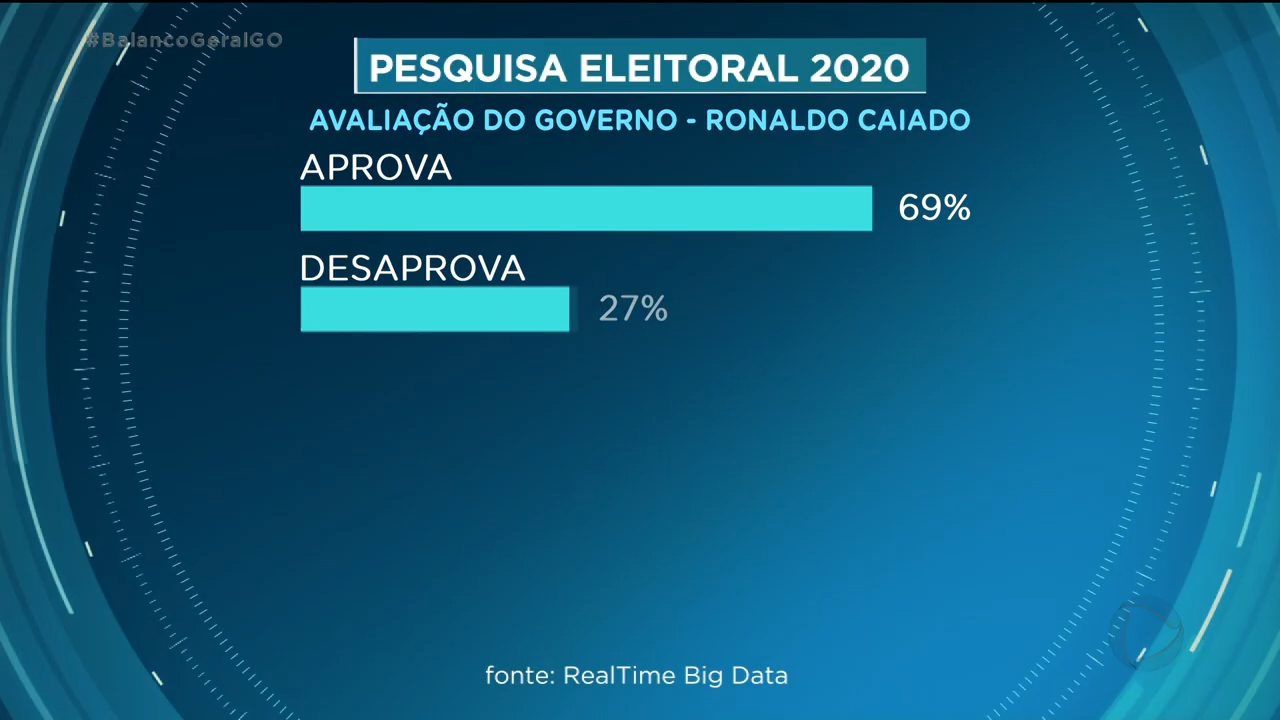 #BalancoGeralGO
PESQUISA ELEITORAL 2020
AVALIAÇÃO DO GOVERNO - RONALDO CAIADO
APROVA
69%
DESAPROVA
27%
fonte: RealTime Big Data